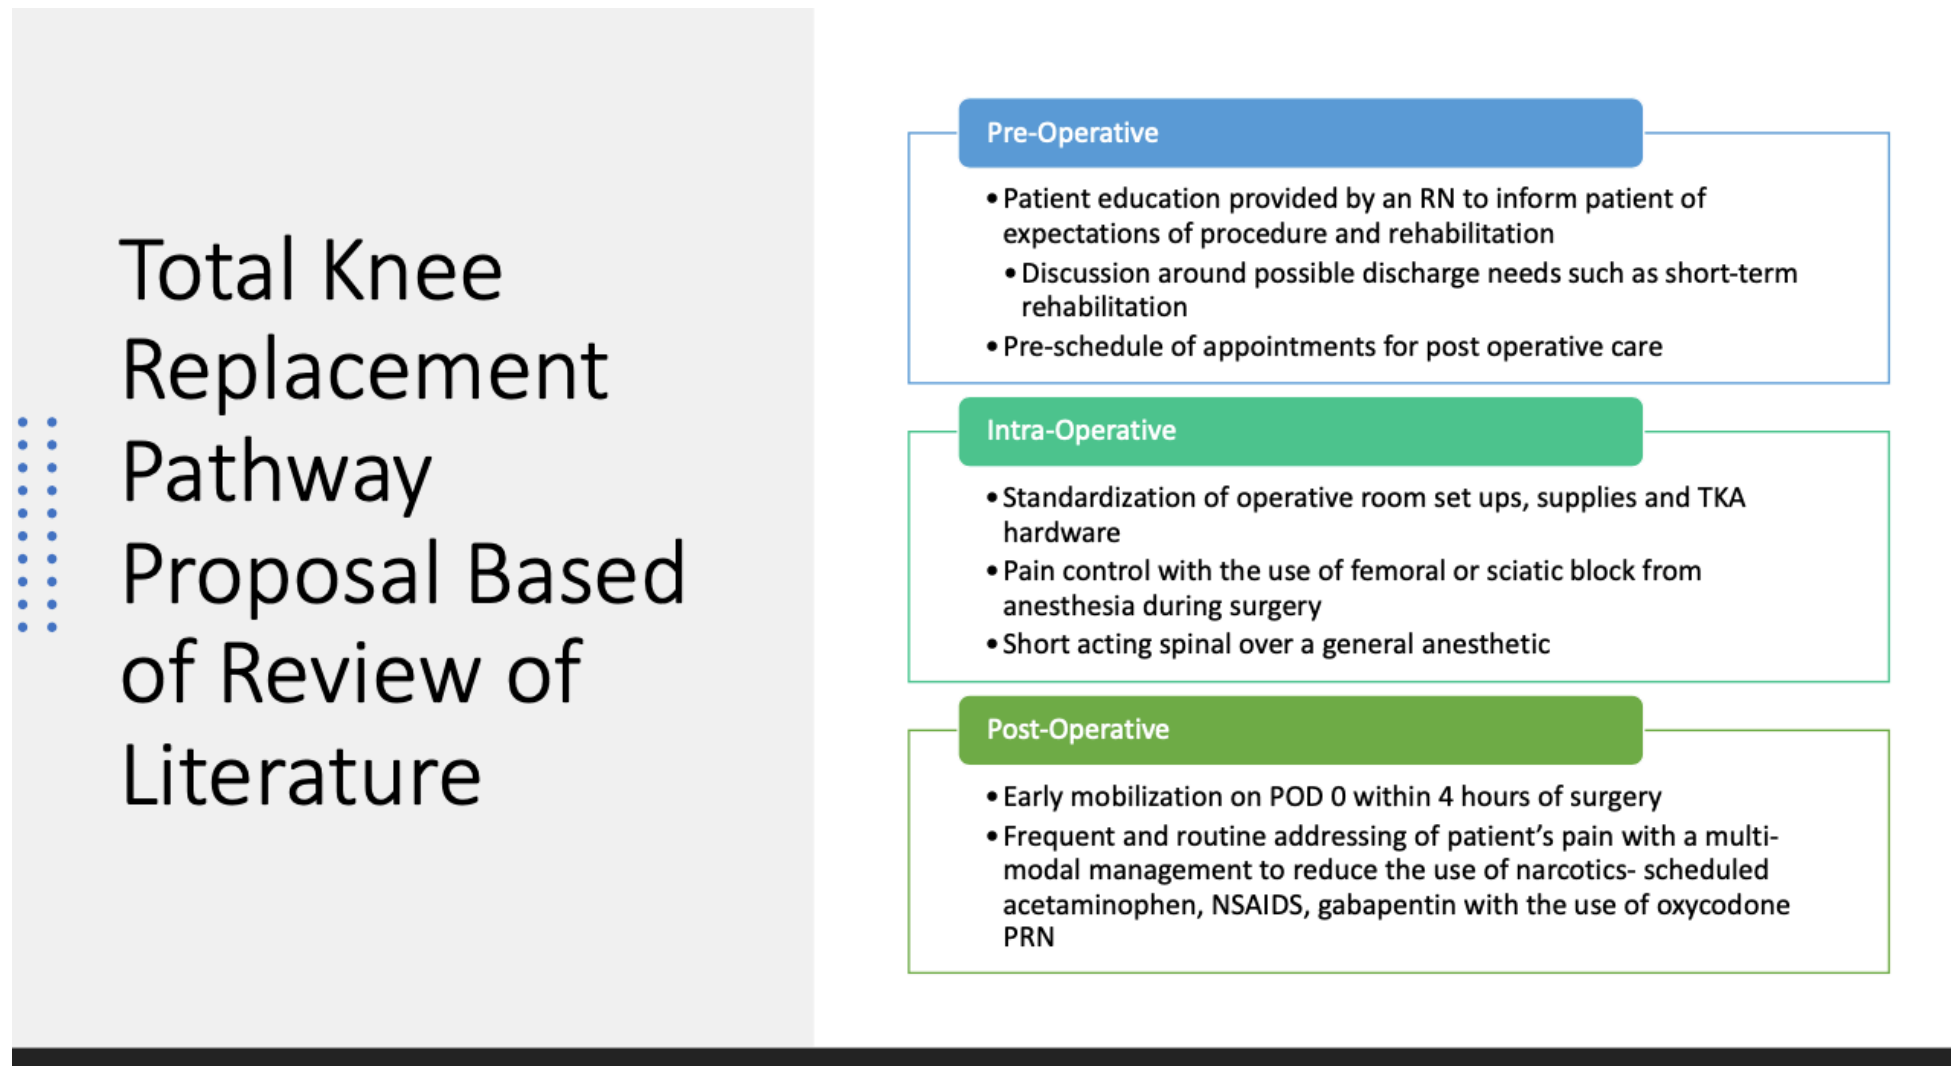 Total Knee
Replacement
Pathway
Proposal Based
of Review of
Literature
Pre-Operative
•Patient education provided by an RN to inform patient of
expectations of procedure and rehabilitation
•Discussion around possible discharge needs such as short-term
rehabilitation
•Pre-schedule of appointments for post operative care
Intra-Operative
•Standardization of operative room set ups, supplies and TKA
hardware
•Pain control with the use of femoral or sciatic block from
anesthesia during surgery
•Short acting spinal over a general anesthetic
Post-Operative
•Early mobilization on POD 0 within 4 hours of surgery
•Frequent and routine addressing of patient’s pain with a multi-
modal management to reduce the use of narcotics- scheduled
acetaminophen, NSAIDS, gabapentin with the use of oxycodone
PRN